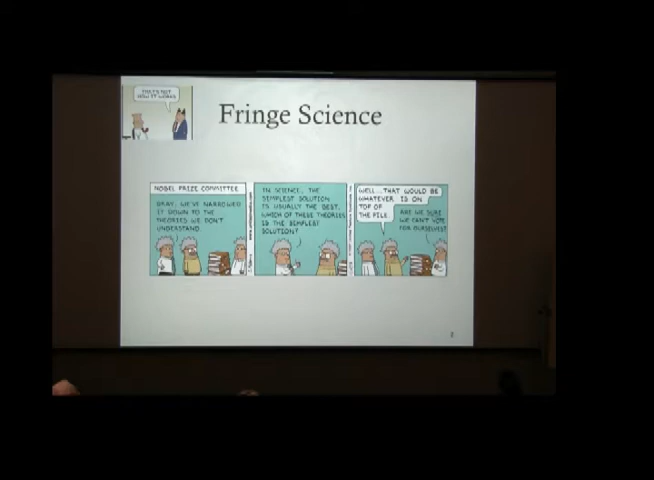 THAT'S NOT
HOW IT WORKS
Fringe Science
NOBEL PRIZE COMMITTEE
OKAY, WE'VE NARROWED
IT DOWN TO THE
THEORIES WE DON'T
UNDERSTAND.
IN SCIENCE, THE
SIMPLEST SOLUTION
IS USUALLY THE BEST.
WHICH OF THESE THEORIES
IS THE SIMPLEST
SOLUTION?
WELL... THAT WOULD BE
WHATEVER IS ON
TOP OF
THE PILE.
ARE WE SURE
WE CAN'T VOTE
FOR OURSELVES?